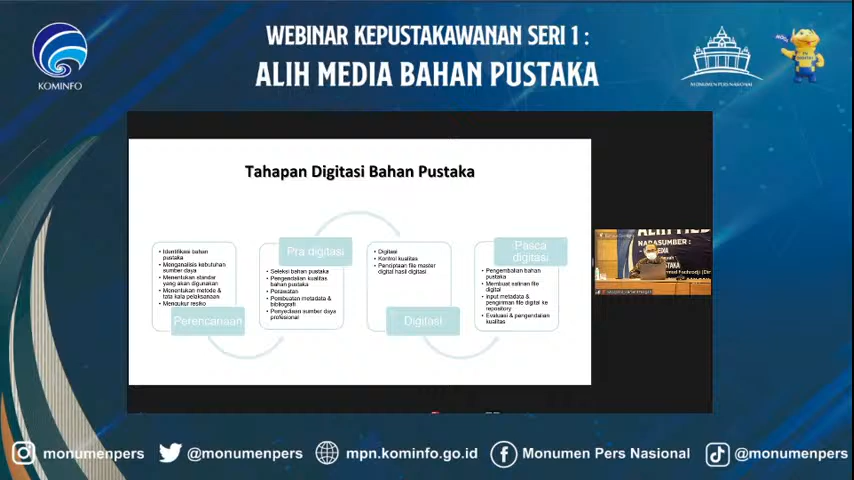 WEBINAR KEPUSTAKAWANAN SERI 1 :
ALIH MEDIA BAHAN PUSTAKA
KOMINFO
MONUMEN PERS NASIONAL
Tahapan Digitasi Bahan Pustaka
• Identifikasi bahan
pustaka
• Menganalisis kebutuhan
sumber daya
• Menentukan standar
yang akan digunakan
• Menentukan metode &
tata kala pelaksanaan
• Mengukur resiko
Perencanaan
Pra digitasi
• Seleksi bahan pustaka
• Pengendalian kualitas
bahan pustaka
• Perawatan
• Pembuatan metadata &
bibliografi
• Penyediaan sumber daya
profesional
• Digitasi
• Kontrol kualitas
• Penciptaan file master
digital hasil digitasi
Digitasi
Pasca
digitasi
• Pengembalian bahan
pustaka
• Membuat salinan file
digital
• Input metadata &
pengiriman file digital ke
repository
• Evaluasi & pengendalian
kualitas
NARASUMBER :
monumenpers
@monumenpers
mpn.kominfo.go.id
Monumen Pers Nasional
@monumenpers